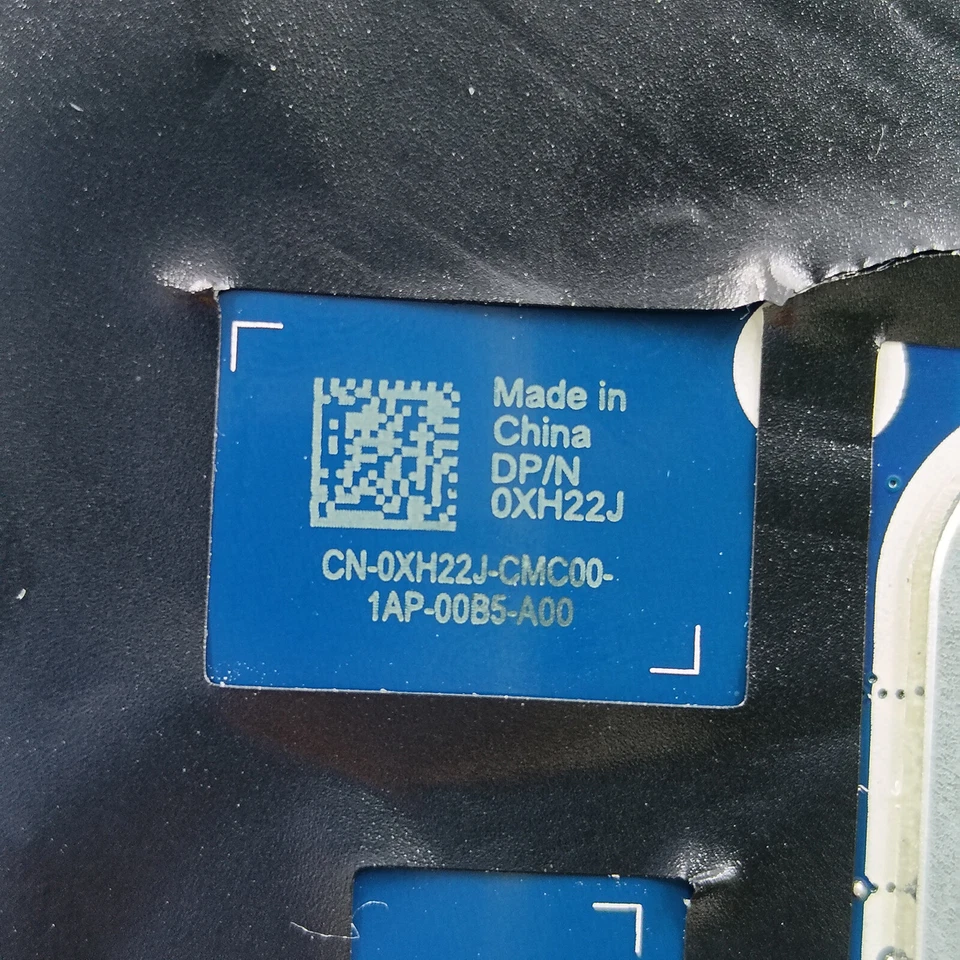 Made in
China
DP/N
0XH22J
CN-0XH22J-CMC00-
1AP-00B5-A00